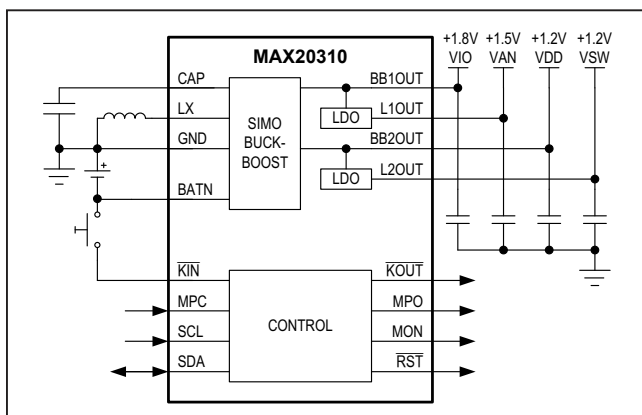 MAX20310
+1.8V
VIO
+1.5V
VAN
+1.2V
VDD
+1.2V
VSW
CAP
LX
GND
BATN
+
SIMO
BUCK-
BOOST
LDO
LDO
BB1OUT
L1OUT
BB2OUT
L2OUT
KIN
MPC
SCL
SDA
CONTROL
KOUT
MPO
MON
RST